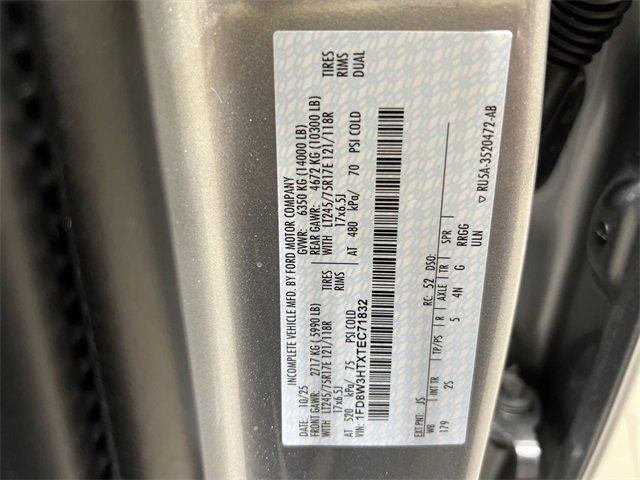 INCOMPLETE VEHICLE MFD. BY FORD MOTOR COMPANY
DATE: 10/25 GVWR: 6350 KG (14000 LB)
FRONT GAWR: 2717 KG (5990 LB) REAR GAWR: 4672 KG (10300 LB)
WITH LT245/75R17E 121/118R TIRES WITH LT245/75R17E 121/118R TIRES
17x6.5J RIMS 17x6.5J RIMS
AT 520 kPa/ 75 PSI COLD AT 480 kPa/ 70 PSI COLD DUAL
VIN: 1FD8W3HTXTEC71832
EXT PNT: JS RC: 52 DSO:
WB INT TR TP/PS R AXLE TR SPR
179 2S 5 4N G RRGG
ULN
▽ RU5A-3520472-AB